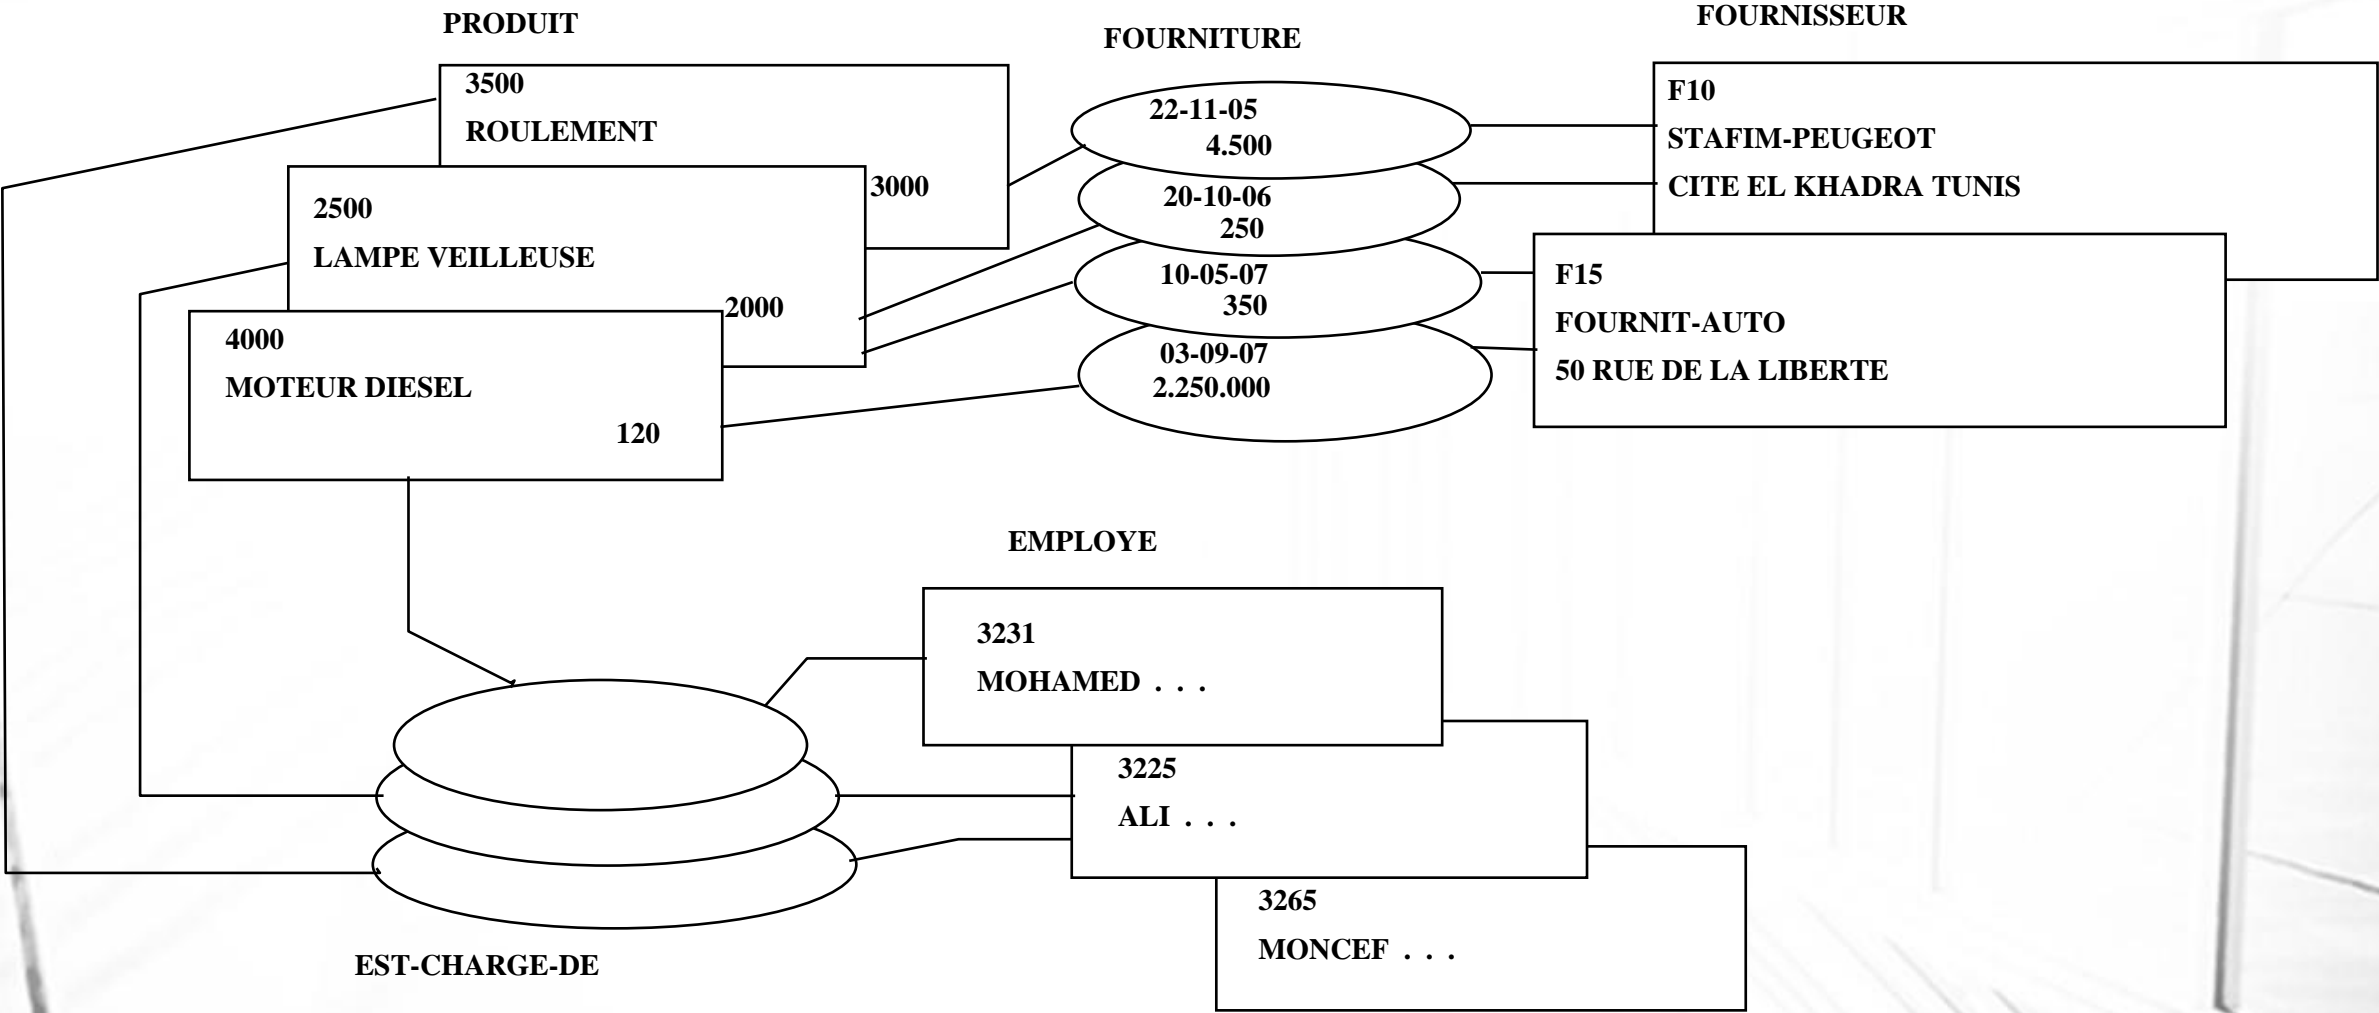 PRODUIT
3500
ROULEMENT
3000
2500
LAMPE VEILLEUSE
2000
4000
MOTEUR DIESEL
120
FOURNITURE
22-11-05
4.500
20-10-06
250
10-05-07
350
03-09-07
2.250.000
FOURNISSEUR
F10
STAFIM-PEUGEOT
CITE EL KHADRA TUNIS
F15
FOURNIT-AUTO
50 RUE DE LA LIBERTE
EMPLOYE
3231
MOHAMED . . .
3225
ALI . . .
3265
MONCEF . . .
EST-CHARGE-DE